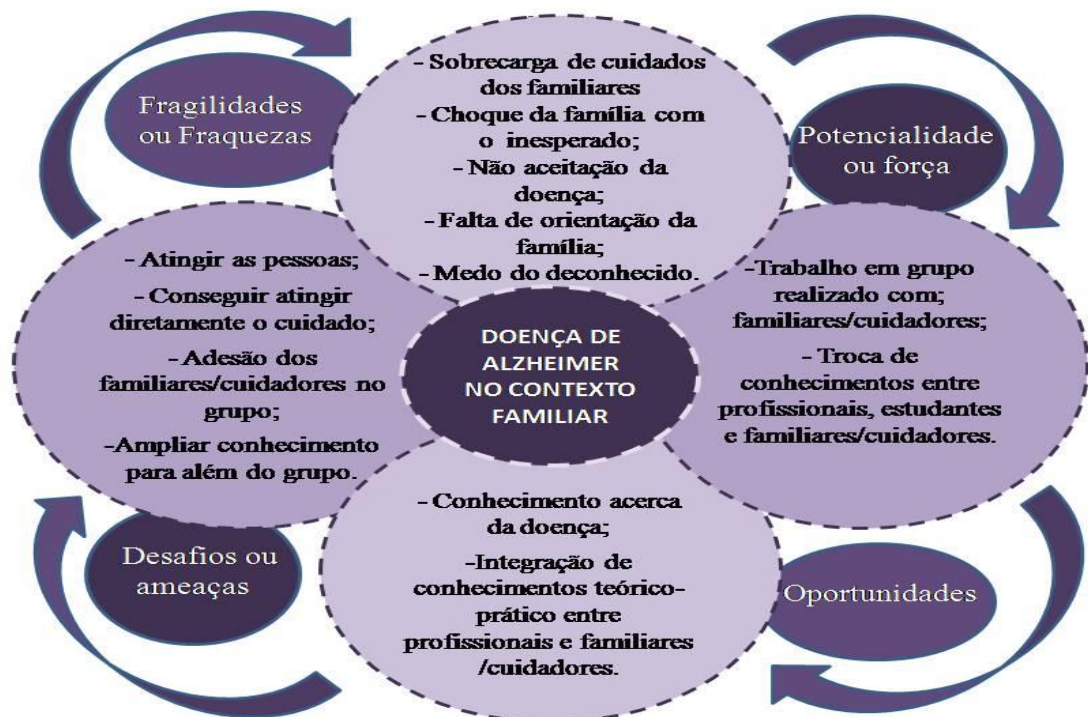 Fragilidades
ou Fraquezas
- Sobrecarga de cuidados
dos familiares
- Choque da família com
o inesperado;
- Não aceitação da
doença;
- Falta de orientação da
família;
- Medo do deconhecido.
Potencialidade
ou força
-Trabalho em grupo
realizado com;
familiares/cuidadores;
- Troca de
conhecimentos entre
profissionais, estudantes
e familiares/cuidadores.
DOENÇA DE
ALZHEIMER
NO CONTEXTO
FAMILIAR
- Atingir as pessoas;
- Conseguir atingir
diretamente o cuidado;
- Adesão dos
familiares/cuidadores no
grupo;
-Ampliar conhecimento
para além do grupo.
Desafios ou
ameaças
- Conhecimento acerca
da doença;
-Integração de
conhecimentos teórico-
prático entre
profissionais e familiares
/cuidadores.
Oportunidades